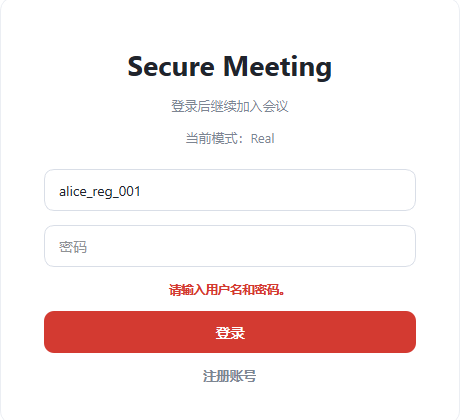 Secure Meeting
登录后继续加入会议
当前模式：Real
alice_reg_001
密码
请输入用户名和密码。
登录
注册账号